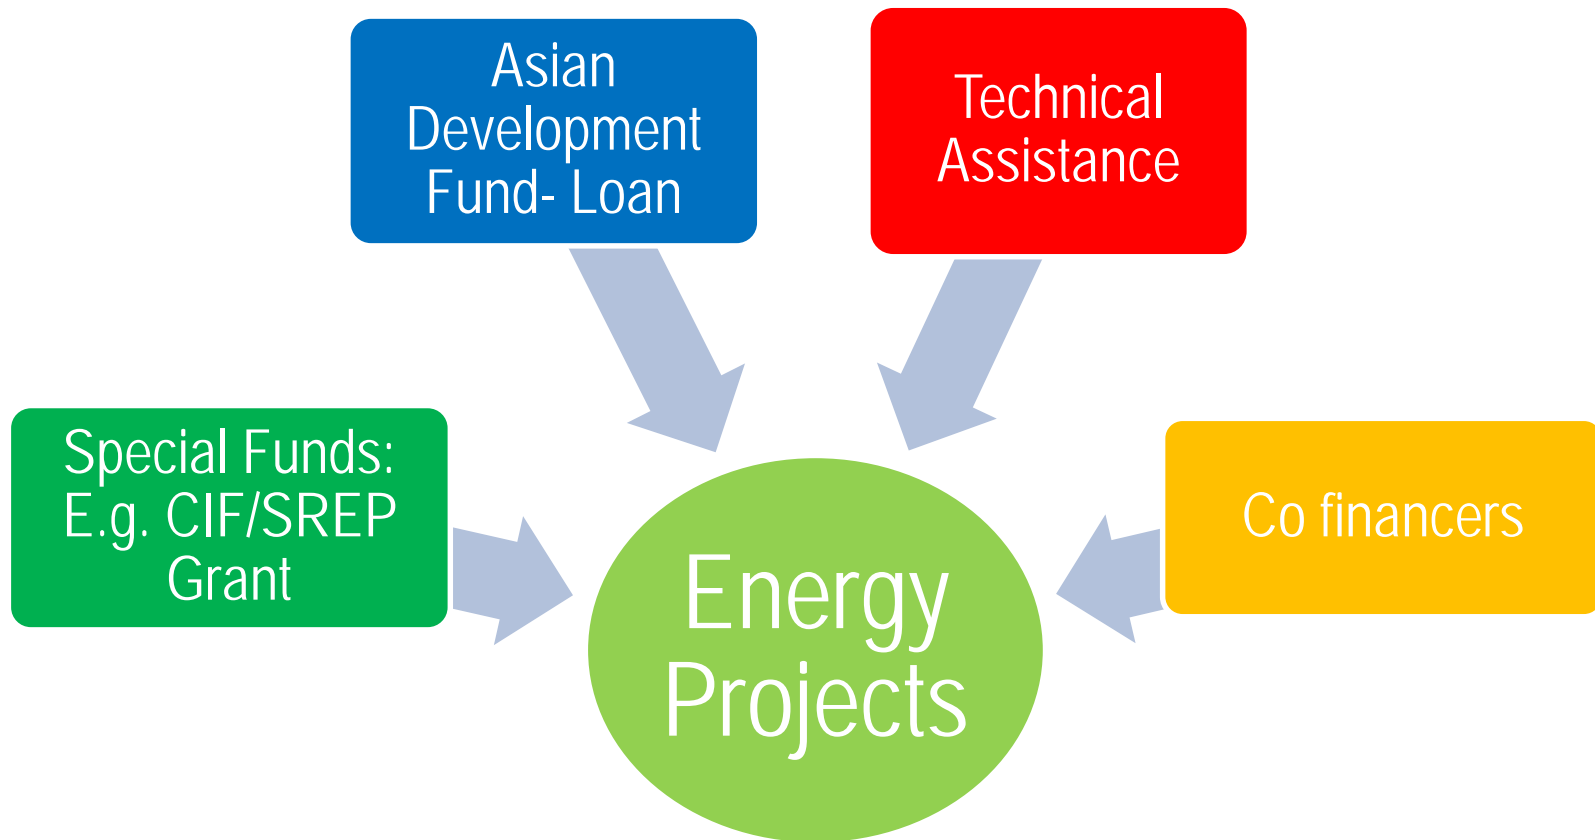 Asian
Development
Fund- Loan
Technical
Assistance
Special Funds:
E.g. CIF/SREP
Grant
Co financers
Energy
Projects